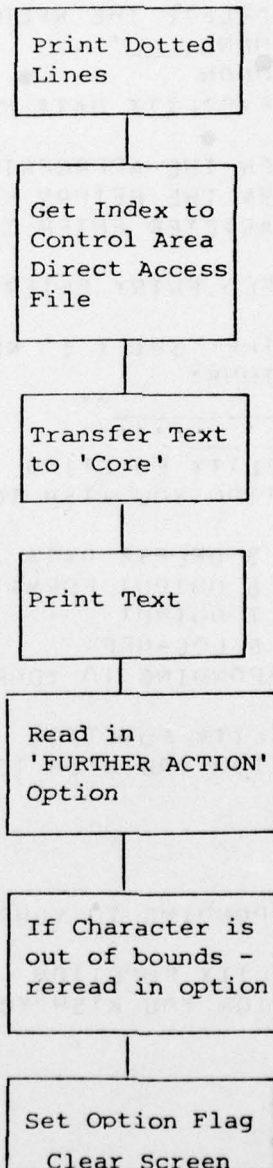 Print Dotted
Lines
Get Index to
Control Area
Direct Access
File
Transfer Text
to 'Core'
Print Text
Read in
'FURTHER ACTION'
Option
If Character is
out of bounds -
reread in option
Set Option Flag
Clear Screen